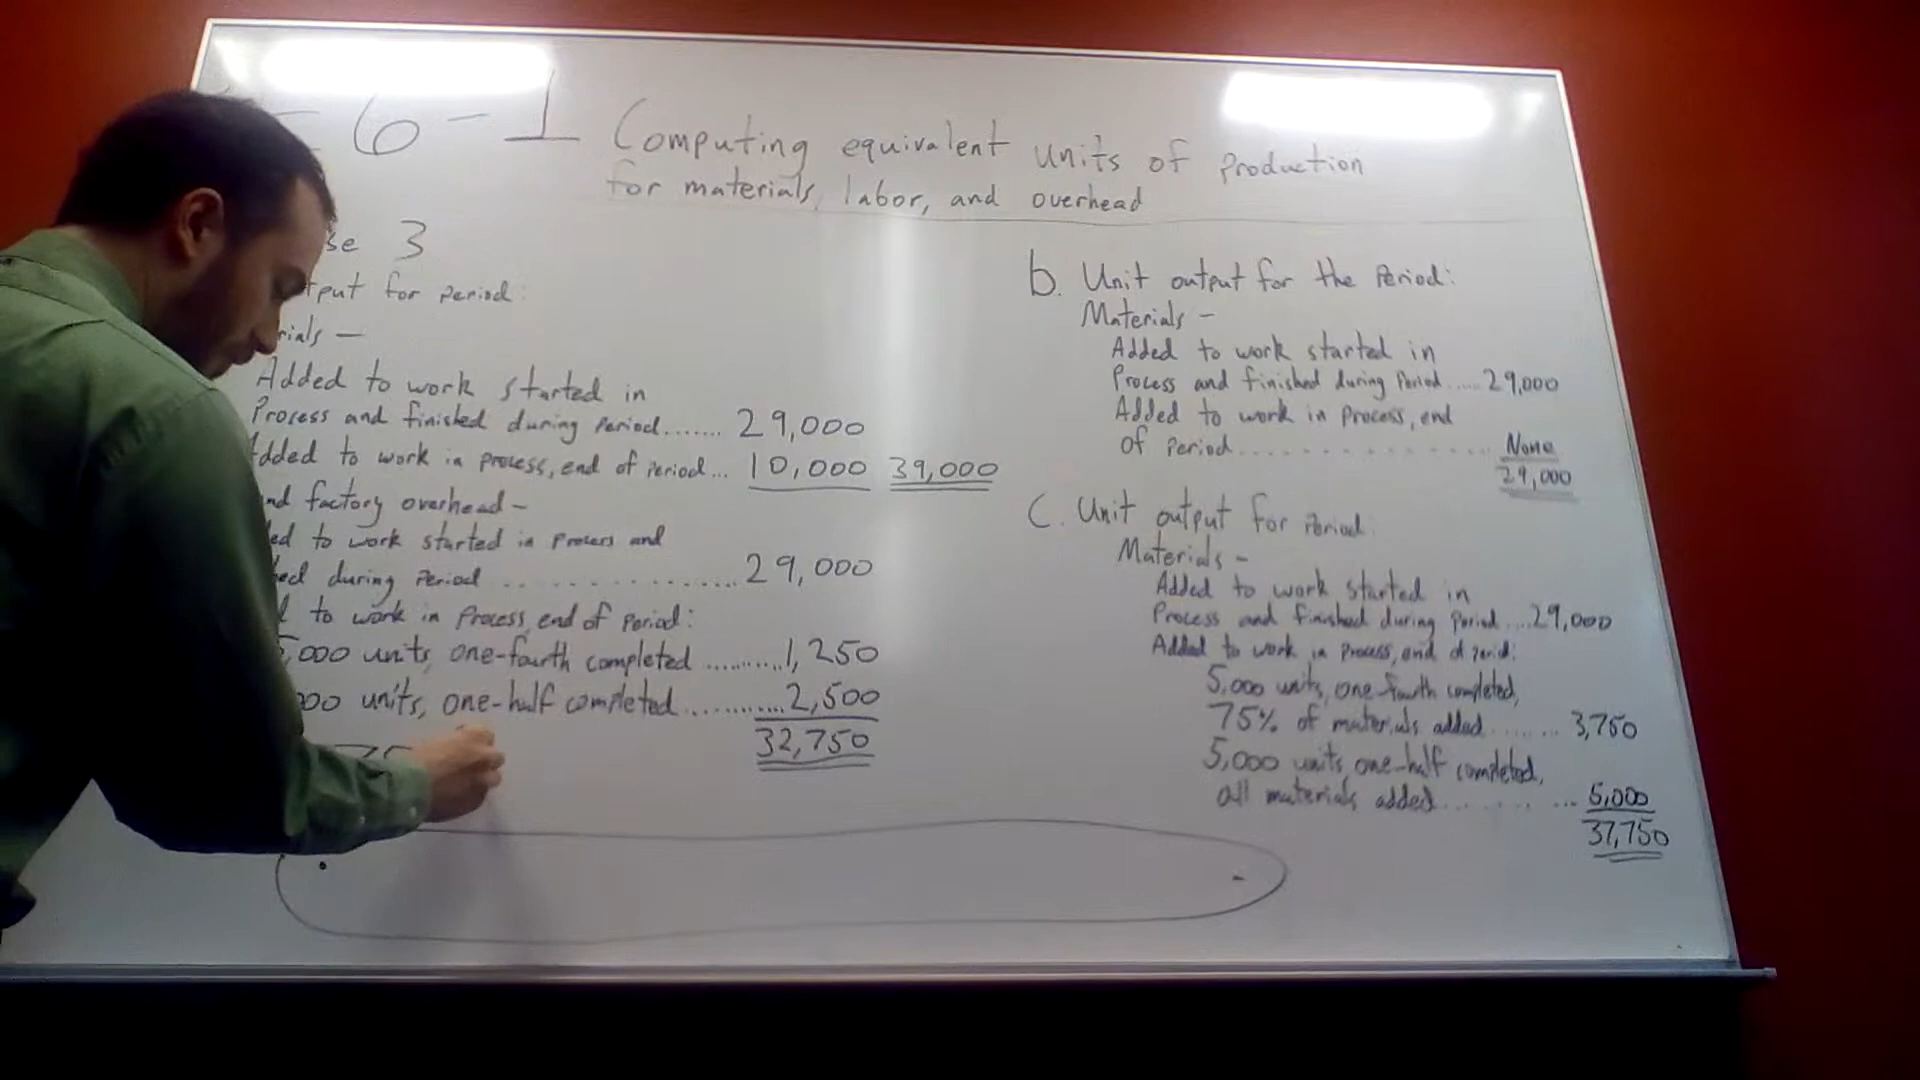 6-1 Computing equivalent units of production
for materials, labor, and overhead
se 3
tput for period:
rials -
Added to work started in
Process and finished during Period....... 29,000
Added to work in process, end of Period... 10,000 39,000
nd factory overhead -
ed to work started in process and
hed during Period ................ 29,000
to work in Process, end of Period:
5,000 units, one-fourth completed ........... 1,250
000 units, one-half completed ............ 2,500
32,750
75
b. Unit output for the Period:
Materials -
Added to work started in
Process and finished during Period ..... 29,000
Added to work in Process, end
of Period .............. None
29,000
C. Unit output for Period:
Materials -
Added to work started in
Process and finished during Period ....29,000
Added to work in Process, end of Period:
5,000 units, one-fourth completed,
75% of materials added ........ 3,750
5,000 units, one-half completed,
all materials added .......... 5,000
37,750